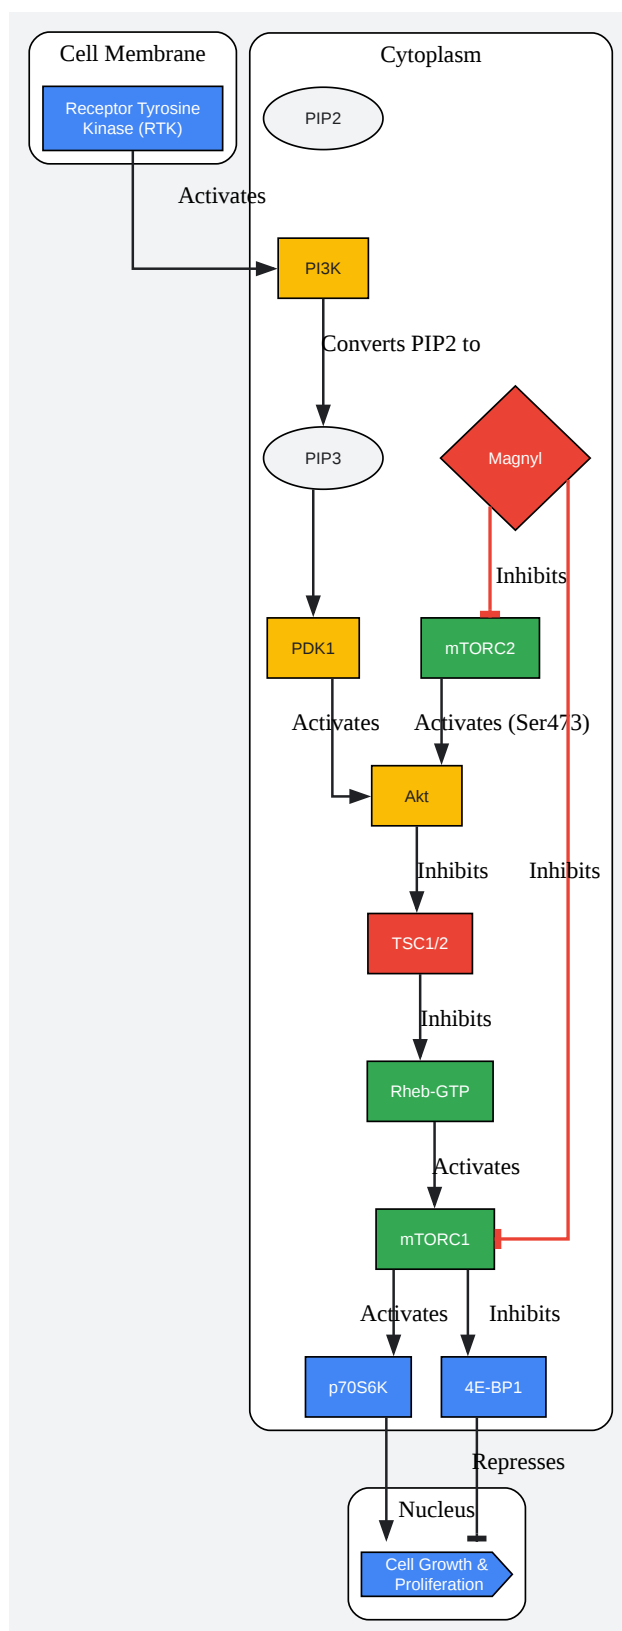 Cell Membrane
Cytoplasm
Receptor Tyrosine
Kinase (RTK)
PIP2
Activates
PI3K
Converts PIP2 to
PIP3
Magnyl
Inhibits
PDK1
mTORC2
Activates
Activates (Ser473)
Akt
Inhibits
Inhibits
TSC1/2
Inhibits
Rheb-GTP
Activates
mTORC1
Activates
Inhibits
p70S6K
4E-BP1
Represses
Nucleus
Cell Growth &
Proliferation